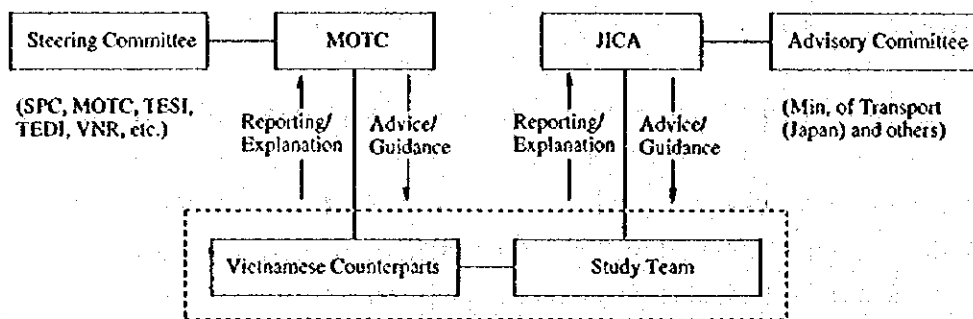 Steering Committee
MOTC
JICA
Advisory Committee
(SPC, MOTC, TESI,
TEDI, VNR, etc.)
Reporting/
Explanation
Advice/
Guidance
Reporting/
Explanation
Advice/
Guidance
(Min, of Transport
(Japan) and others)
Vietnamese Counterparts
Study Team